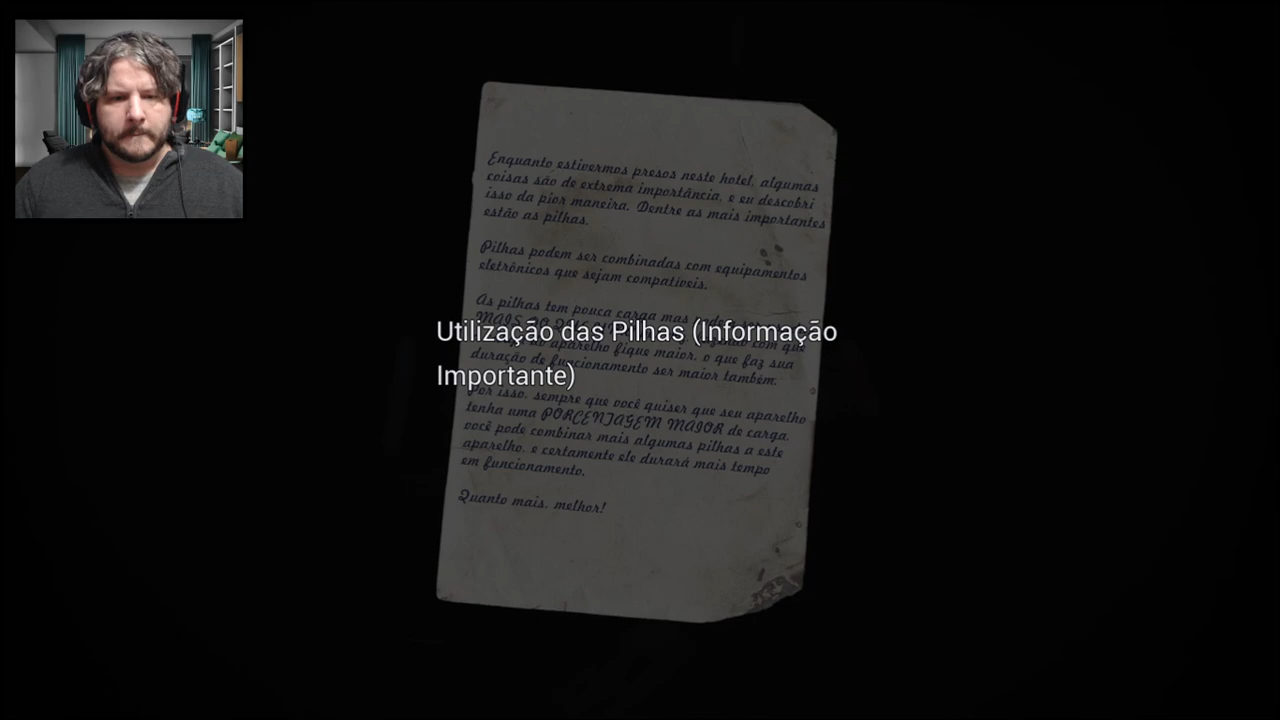 Enquanto estivermos presos neste hotel, algumas
coisas são de extrema importância, e eu descobri
isso da pior maneira. Dentre as mais importantes
estão as pilhas.
Pilhas podem ser combinadas com equipamentos
eletrônicos que sejam compatíveis.
As pilhas tem pouca carga mas
Utilização das Pilhas (Informação
aparelho fique maior, o que faz sua
duração de funcionamento ser maior também.
Importante)
Por isso, sempre que você quiser que seu aparelho
tenha uma PORCENTAGEM MAIOR de carga,
você pode combinar mais algumas pilhas a este
aparelho, e certamente ele durará mais tempo
em funcionamento.
Quanto mais, melhor!